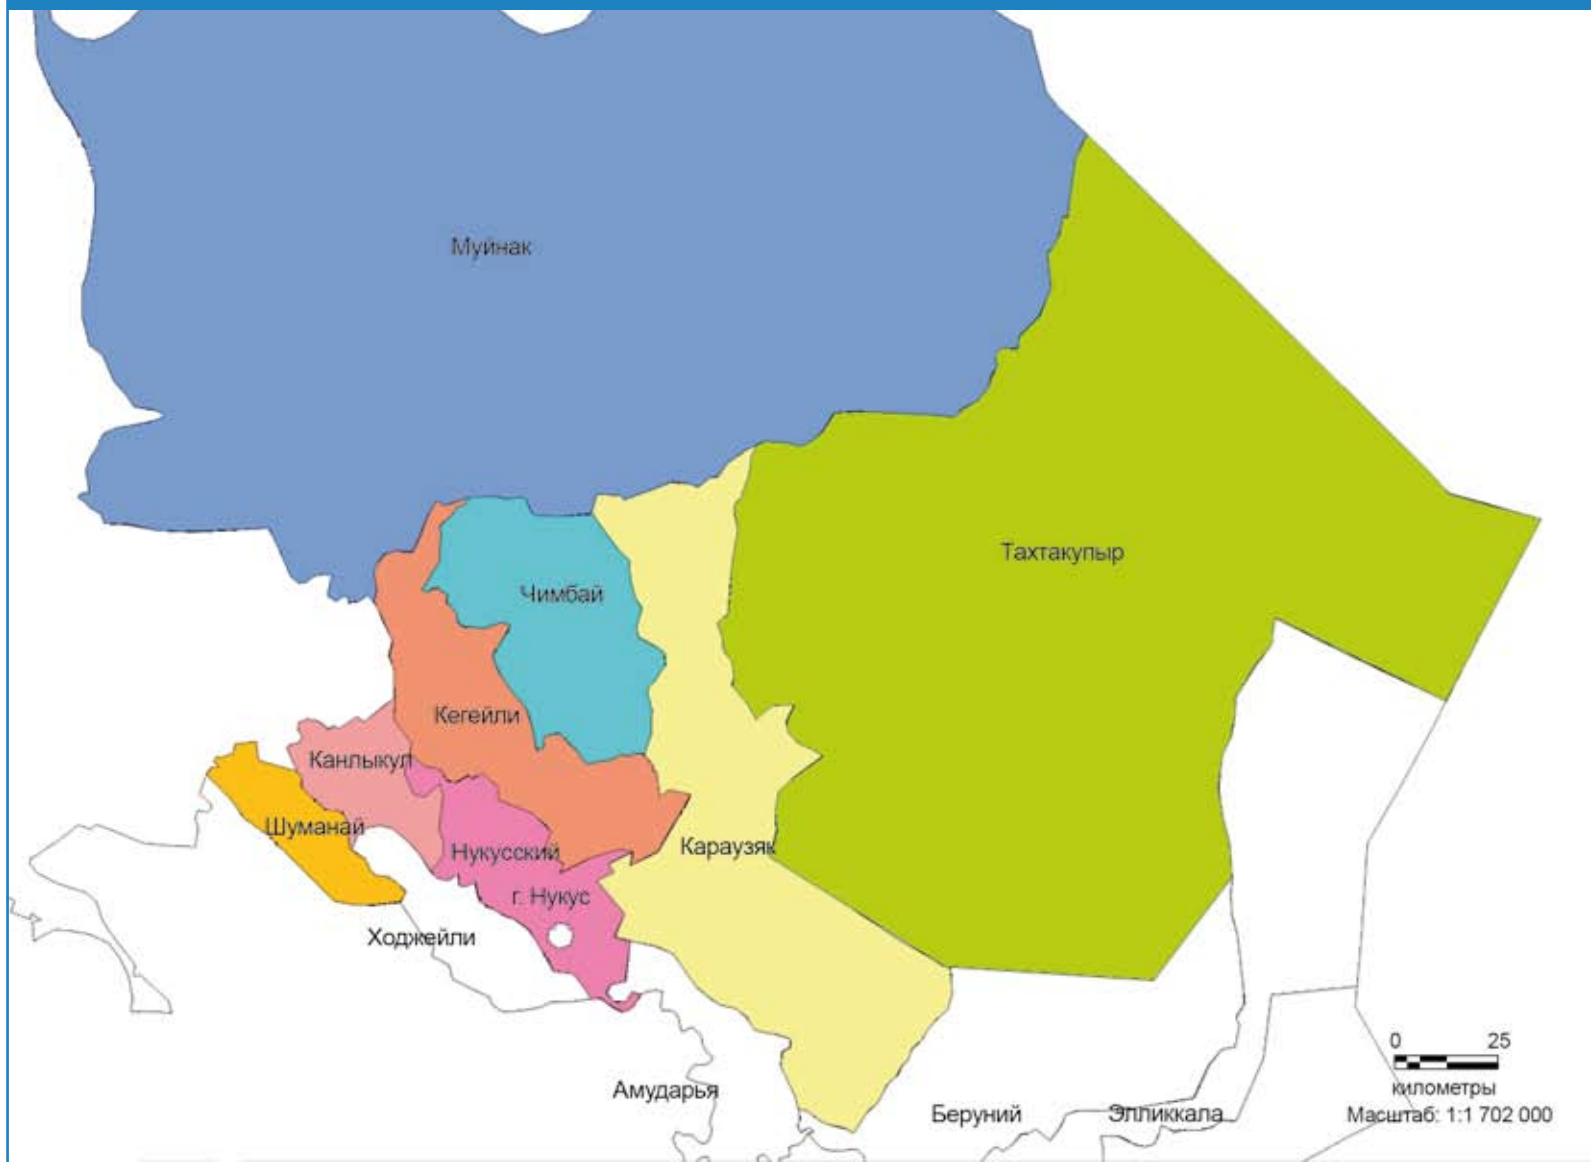 Муйнак
Тахтакупыр
Чимбай
Кегейли
Канлыкул
Шуманай
Караузяк
Нукусский
г. Нукус
Ходжейли
0 25
километры
Масштаб: 1:1 702 000
Амударья
Беруний
Элликкала